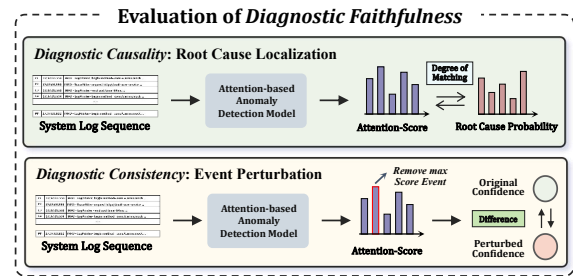 Evaluation of Diagnostic Faithfulness
Diagnostic Causality: Root Cause Localization
System Log Sequence
Attention-based
Anomaly
Detection Model
Attention-Score
Degree of
Matching
Root Cause Probability
Diagnostic Consistency: Event Perturbation
System Log Sequence
Attention-based
Anomaly
Detection Model
Remove max
Score Event
Attention-Score
Original
Confidence
Difference
Perturbed
Confidence